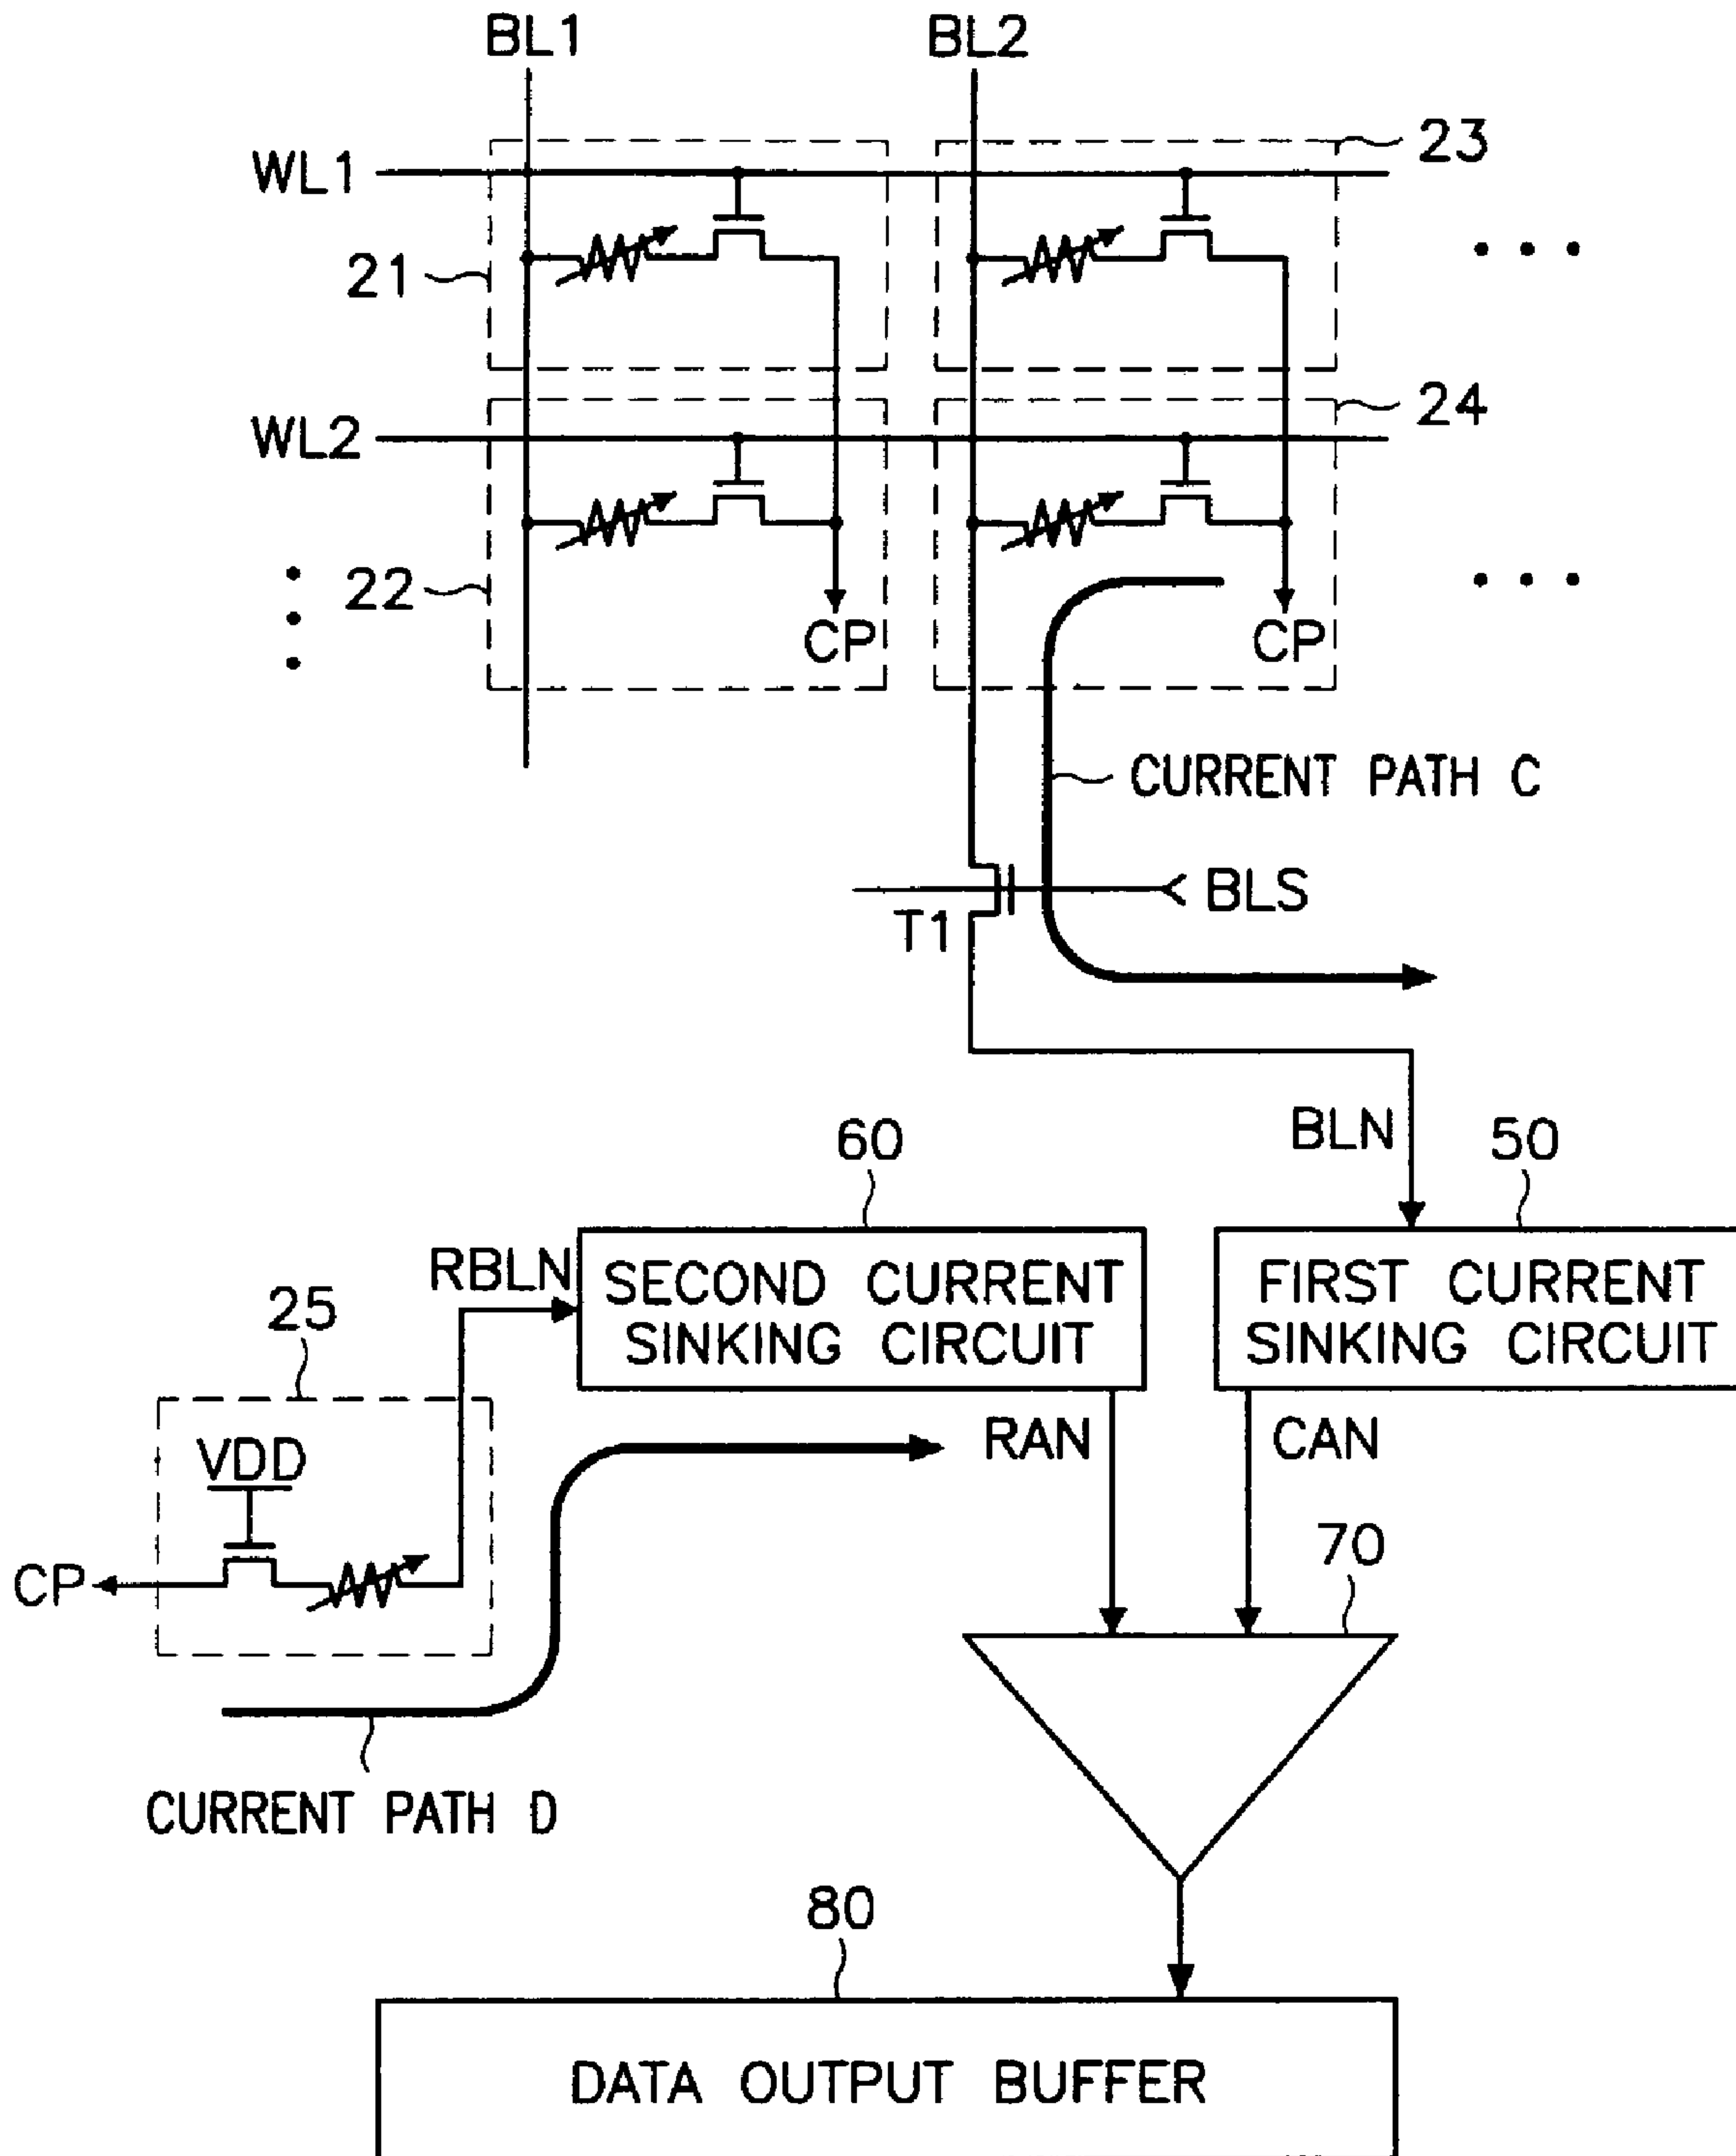 BL1 BL2
WL1
23
21
WL2
24
22
CP CP
CURRENT PATH C
BLS
T1
BLN
60
50
RBLN
SECOND CURRENT
SINKING CIRCUIT
FIRST CURRENT
SINKING CIRCUIT
25
RAN
CAN
VDD
CP
70
CURRENT PATH D
80
DATA OUTPUT BUFFER